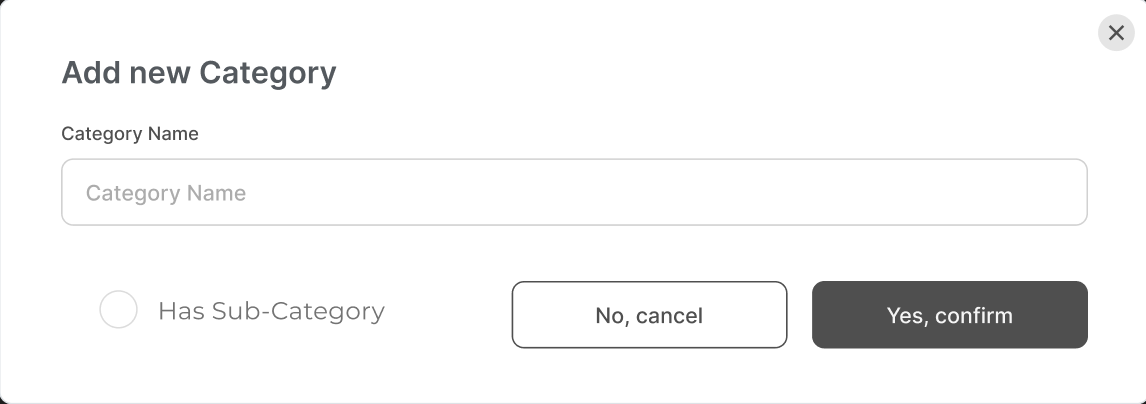 Add new Category
Category Name
Category Name
Has Sub-Category
No, cancel
Yes, confirm